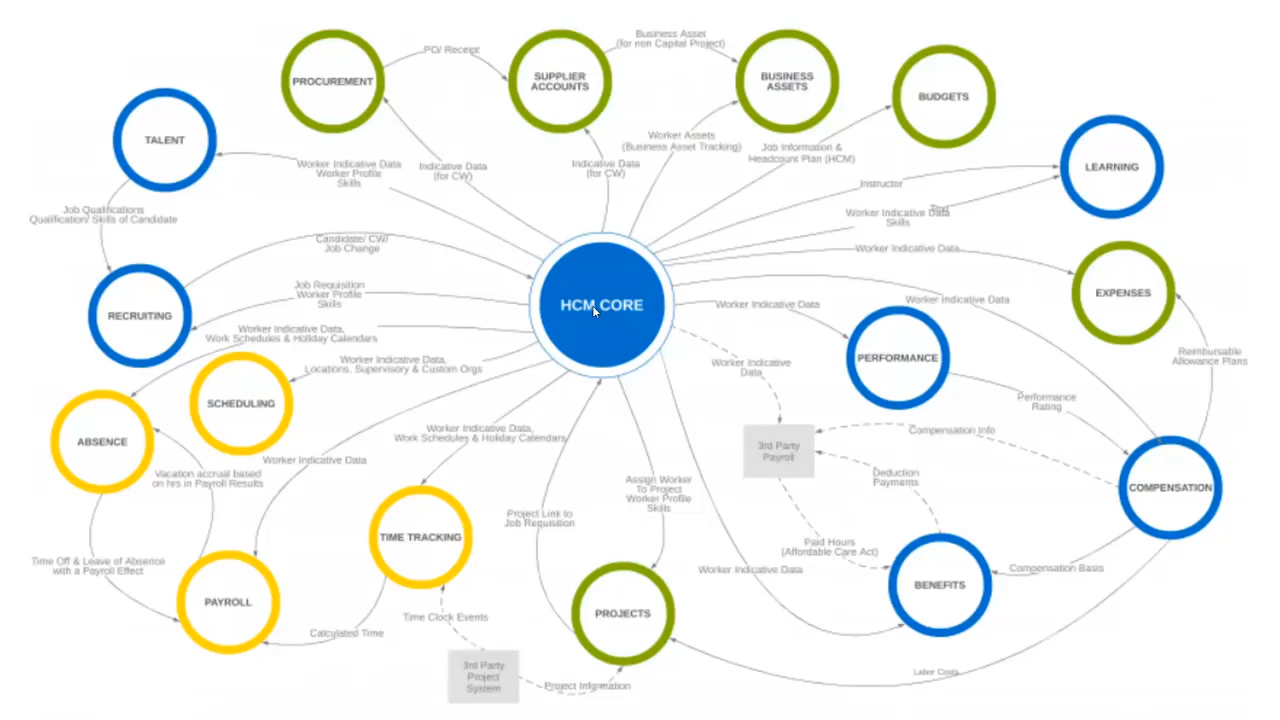 Business Asset
(for non Capital Project)
PO/ Receipt
PROCUREMENT
SUPPLIER
ACCOUNTS
BUSINESS
ASSETS
BUDGETS
TALENT
Worker Assets
(Business Asset Tracking)
Job Information &
Headcount Plan (HCM)
LEARNING
Worker Indicative Data
Worker Profile
Skills
Indicative Data
(for CW)
Indicative Data
(for CW)
Instructor
Job Qualifications
Qualification/ Skills of Candidate
Worker Indicative Data
Skills
Text
Candidate/ CW/
Job Change
Worker Indicative Data
Job Requisition
Worker Profile
Skills
HCM CORE
EXPENSES
Worker Indicative Data
Worker Indicative Data
RECRUITING
Worker Indicative Data,
Work Schedules & Holiday Calendars
Worker Indicative Data,
Locations, Supervisory & Custom Orgs
Worker Indicative
Data
PERFORMANCE
Reimbursable
Allowance Plans
SCHEDULING
Performance
Rating
ABSENCE
Worker Indicative Data,
Work Schedules & Holiday Calendars
3rd Party
Payroll
Compensation Info
Worker Indicative Data
Vacation accrual based
on hrs in Payroll Results
Assign Worker
To Project
Worker Profile
Skills
Deduction
Payments
COMPENSATION
Project Link to
Job Requisition
TIME TRACKING
Paid Hours
(Affordable Care Act)
Time Off & Leave of Absence
with a Payroll Effect
Worker Indicative Data
Compensation Basis
BENEFITS
PAYROLL
PROJECTS
Time Clock Events
Calculated Time
3rd Party
Project
System
Project Information
Labor Costs